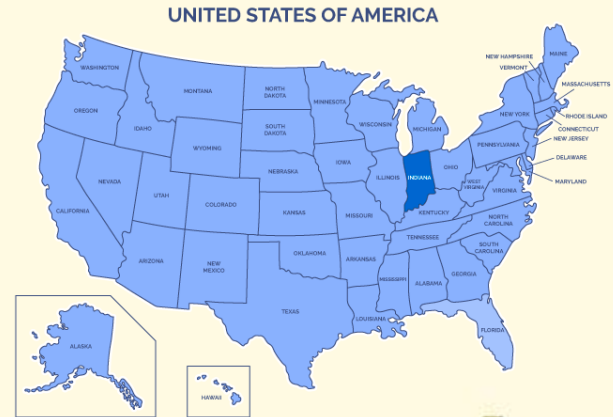 UNITED STATES OF AMERICA
WASHINGTON
MONTANA
NORTH
DAKOTA
MINNESOTA
NEW HAMPSHIRE
VERMONT
MAINE
MASSACHUSETTS
OREGON
IDAHO
SOUTH
DAKOTA
WISCONSIN
MICHIGAN
NEW YORK
RHODE ISLAND
CONNECTICUT
NEW JERSEY
WYOMING
IOWA
PENNSYLVANIA
DELAWARE
NEVADA
UTAH
COLORADO
NEBRASKA
ILLINOIS
INDIANA
OHIO
WEST
VIRGINIA
VIRGINIA
MARYLAND
CALIFORNIA
KANSAS
MISSOURI
KENTUCKY
NORTH
CAROLINA
ARIZONA
NEW
MEXICO
OKLAHOMA
ARKANSAS
TENNESSEE
SOUTH
CAROLINA
TEXAS
LOUISIANA
MISSISSIPPI
ALABAMA
GEORGIA
FLORIDA
ALASKA
HAWAII